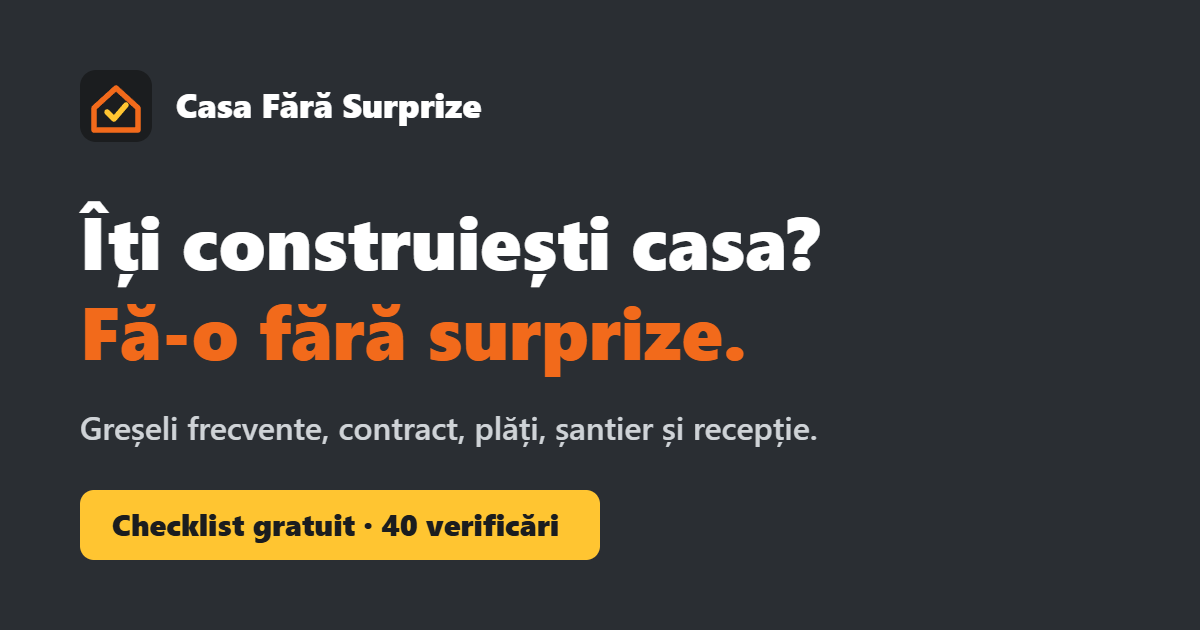 Casa Fără Surprize
Îți construiești casa?
Fă-o fără surprize.
Greșeli frecvente, contract, plăți, șantier și recepție.
Checklist gratuit · 40 verificări